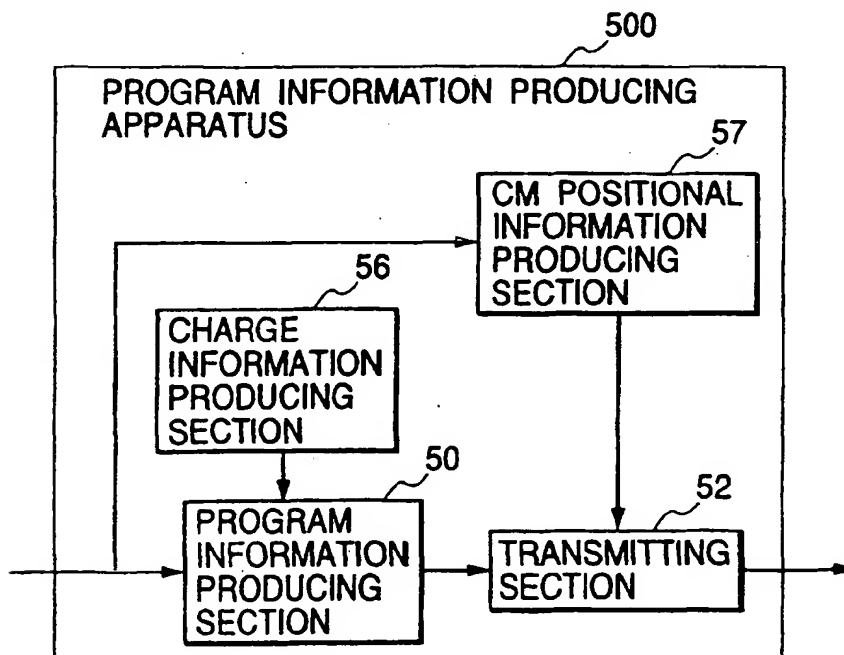 500
PROGRAM INFORMATION PRODUCING
APPARATUS
57
CM POSITIONAL
INFORMATION
PRODUCING
SECTION
56
CHARGE
INFORMATION
PRODUCING
SECTION
50
PROGRAM
INFORMATION
PRODUCING
SECTION
52
TRANSMITTING
SECTION